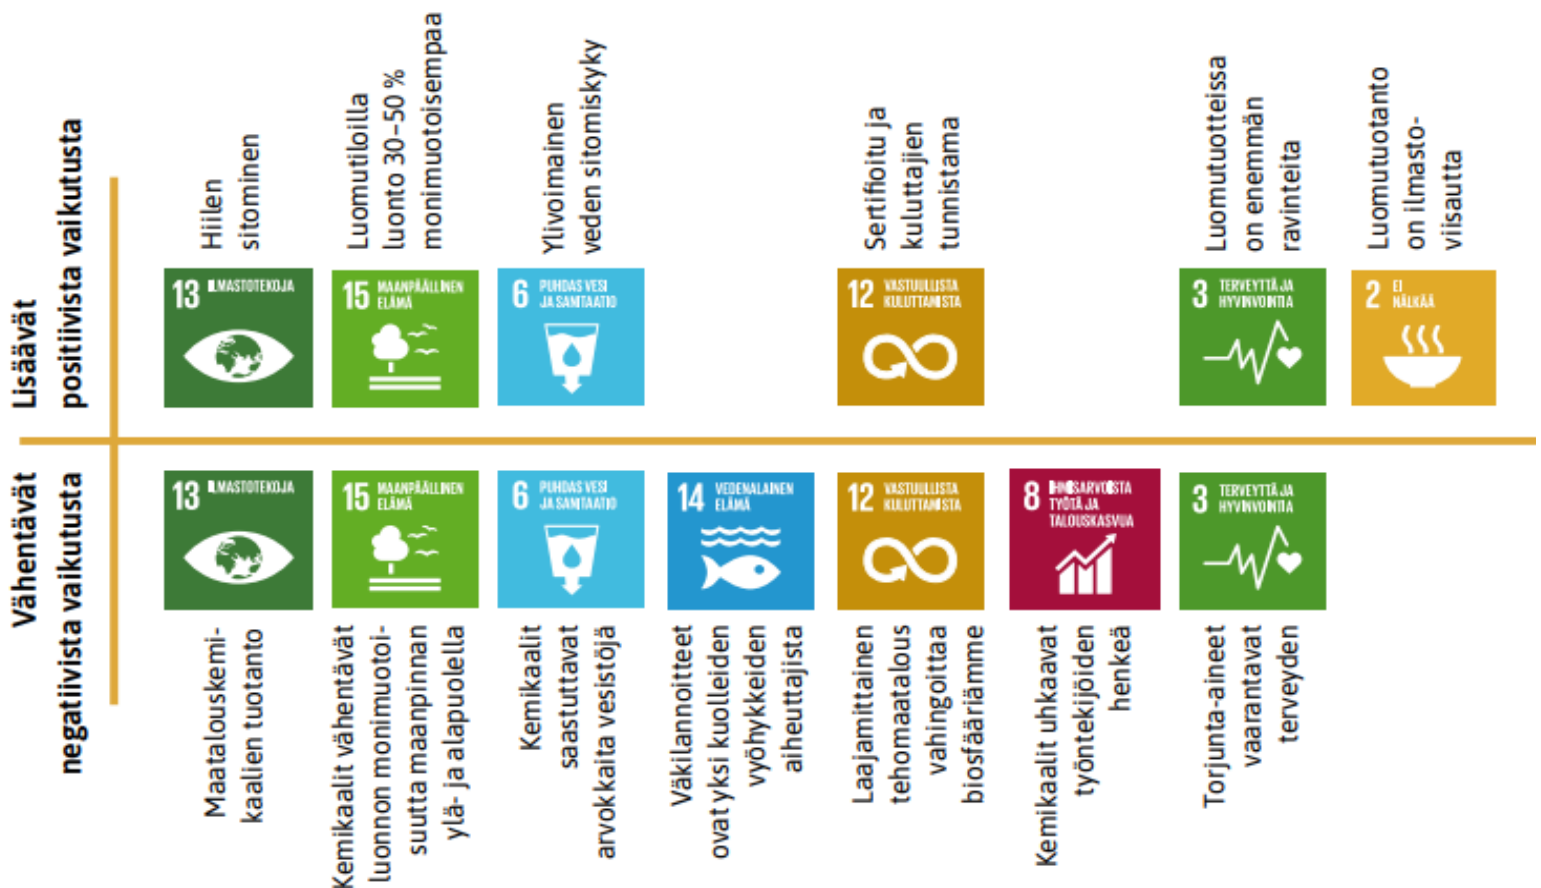 Lisäävät
positiivista vaikutusta
Hiilen
sitominen
Luomutiloilla
luonto 30–50 %
monimuotoisempaa
Ylivoimainen
veden sitomiskyky
Sertifioitu ja
kuluttajien
tunnistama
Luomutuotteissa
on enemmän
ravinteita
Luomutuotanto
on ilmasto-
viisautta
13 ILMASTOTEKOJA
15 MAANPÄÄLLINEN
ELÄMÄ
6 PUHDAS VESI
JA SANITAATIO
12 VASTUULLISTA
KULUTTAMISTA
3 TERVEYTTÄ JA
HYVINVOINTIA
2 EI
NÄLKÄÄ
Vähentävät
negatiivista vaikutusta
13 ILMASTOTEKOJA
15 MAANPÄÄLLINEN
ELÄMÄ
6 PUHDAS VESI
JA SANITAATIO
14 VEDENALAINEN
ELÄMÄ
12 VASTUULLISTA
KULUTTAMISTA
8 IHMISARVOISTA
TYÖTÄ JA
TALOUSKASVUA
3 TERVEYTTÄ JA
HYVINVOINTIA
Maatalouskemi-
kaalien tuotanto
Kemikaalit vähentävät
luonnon monimuotoi-
suutta maanpinnan
ylä- ja alapuolella
Kemikaalit
saastuttavat
arvokkaita vesistöjä
Väkilannoitteet
ovat yksi kuolleiden
vyöhykkeiden
aiheuttajista
Laajamittainen
tehomaatalous
vahingoittaa
biosfääriämme
Kemikaalit uhkaavat
työntekijöiden
henkeä
Torjunta-aineet
vaarantavat
terveyden